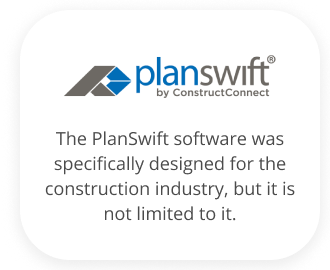 planswift®
by ConstructConnect
The PlanSwift software was
specifically designed for the
construction industry, but it is
not limited to it.